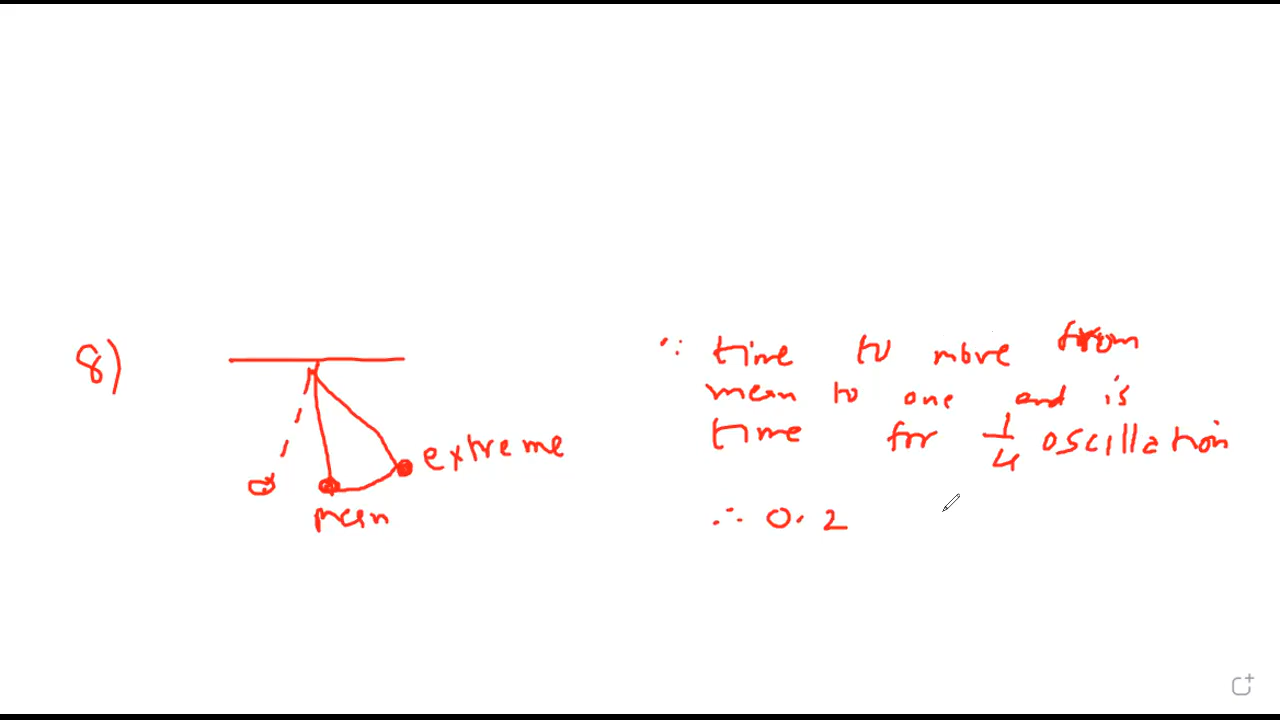 8)
extreme
mean
∵ time to move from
mean to one end is
time for 1/4 oscillation
∴ 0.2